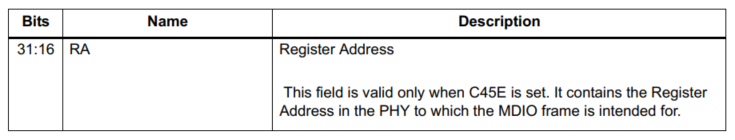 Bits Name Description
31:16 RA Register Address
This field is valid only when C45E is set. It contains the Register
Address in the PHY to which the MDIO frame is intended for.